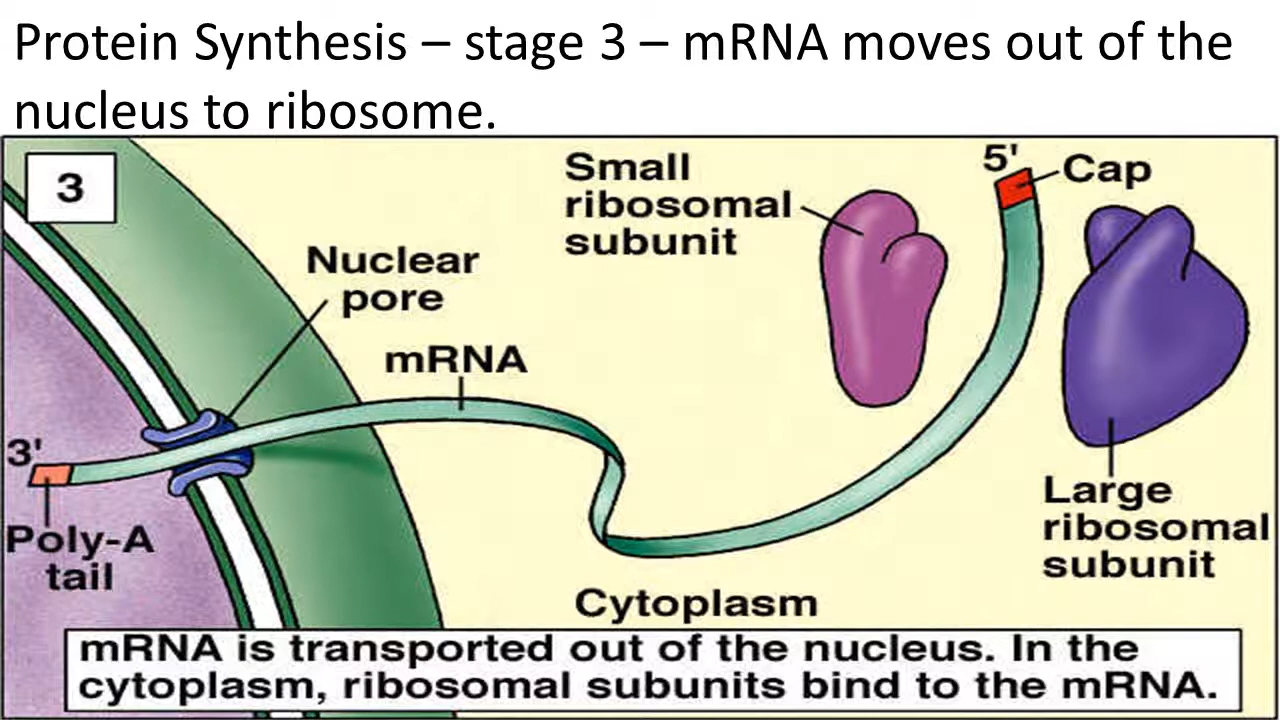 Protein Synthesis – stage 3 – mRNA moves out of the
nucleus to ribosome.
3
Small
ribosomal
subunit
5'
Cap
Nuclear
pore
mRNA
3'
Poly-A
tail
Large
ribosomal
subunit
Cytoplasm
mRNA is transported out of the nucleus. In the
cytoplasm, ribosomal subunits bind to the mRNA.